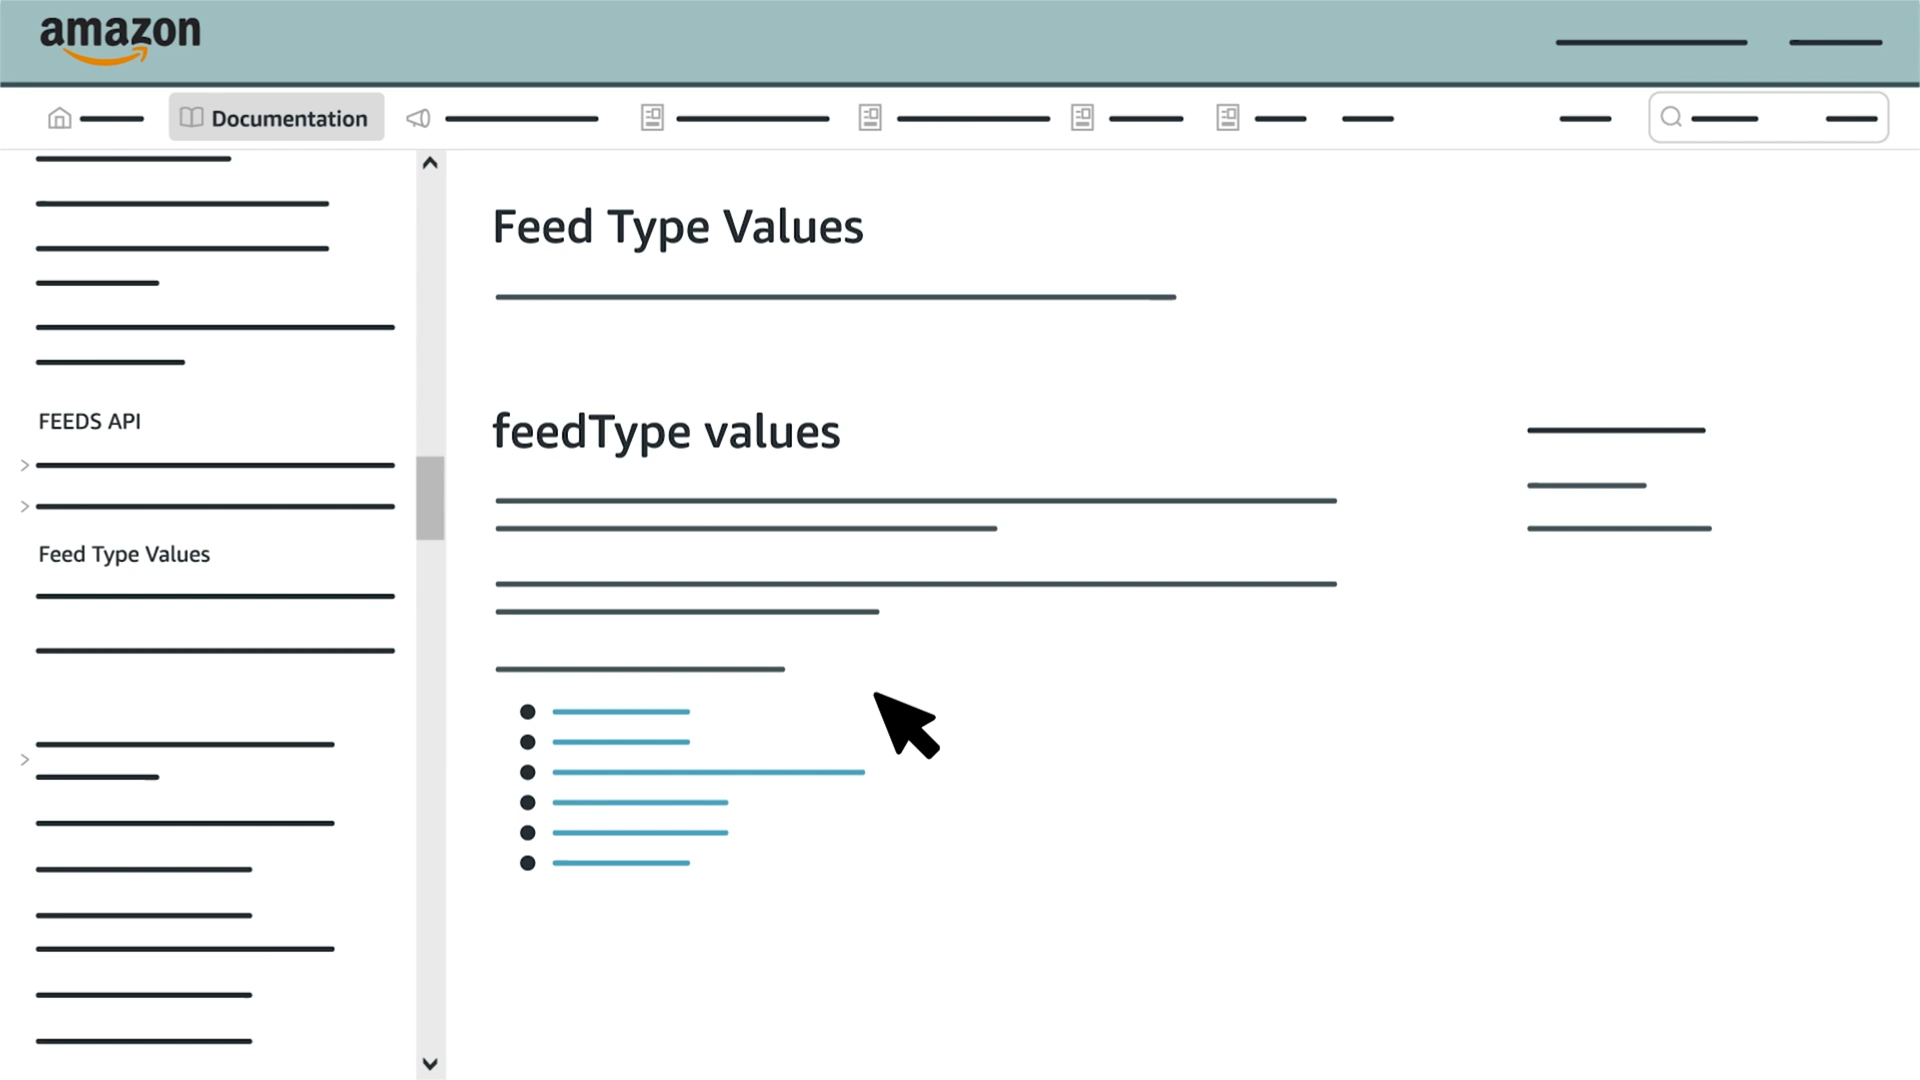 amazon
Documentation
FEEDS API
Feed Type Values
Feed Type Values
feedType values